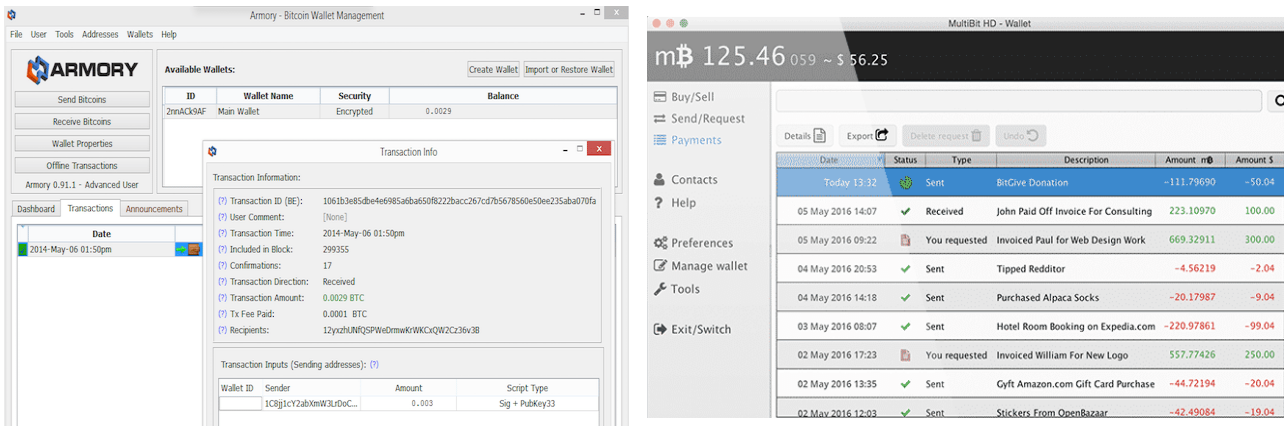 Armory - Bitcoin Wallet Management
File User Tools Addresses Wallets Help
ARMORY
Send Bitcoins
Receive Bitcoins
Wallet Properties
Offline Transactions
Armory 0.91.1 - Advanced User
Available Wallets:
Create Wallet Import or Restore Wallet
ID Wallet Name Security Balance
2nnACk9AF Main Wallet Encrypted 0.0029
Dashboard Transactions Announcements
Date
2014-May-06 01:50pm
Transaction Info
Transaction Information:
(?) Transaction ID (BE): 1061b3e85dbe4e6985a6ba650f8222bacc267cd7b5678560e50ee235aba070fa
(?) User Comment: [None]
(?) Transaction Time: 2014-May-06 01:50pm
(?) Included in Block: 299355
(?) Confirmations: 17
(?) Transaction Direction: Received
(?) Transaction Amount: 0.0029 BTC
(?) Tx Fee Paid: 0.0001 BTC
(?) Recipients: 12yxzhUNfQSPWeDrmwKrWKCxQW2Cz36v3B
Transaction Inputs (Sending addresses): (?)
Wallet ID Sender Amount Script Type
1C8jj1cY2abXmW3LrDoC... 0.003 Sig + PubKey33
MultiBit HD - Wallet
m₿ 125.46 059 ~ $ 56.25
Buy/Sell
Send/Request
Payments
Contacts
Help
Preferences
Manage wallet
Tools
Exit/Switch
Details Export Delete request Undo
Date Status Type Description Amount m₿ Amount $
Today 13:32 Sent BitGive Donation -111.79690 -50.04
05 May 2016 14:07 Received John Paid Off Invoice For Consulting 223.10970 100.00
05 May 2016 09:22 You requested Invoiced Paul for Web Design Work 669.32911 300.00
04 May 2016 20:53 Sent Tipped Redditor -4.56219 -2.04
04 May 2016 14:18 Sent Purchased Alpaca Socks -20.17987 -9.04
03 May 2016 08:07 Sent Hotel Room Booking on Expedia.com -220.97861 -99.04
02 May 2016 17:23 You requested Invoiced William For New Logo 557.77426 250.00
02 May 2016 13:35 Sent Gyft Amazon.com Gift Card Purchase -44.72194 -20.04
02 May 2016 12:03 Sent Stickers From OpenBazaar -42.49084 -19.04